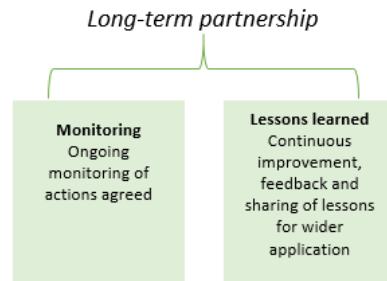 Long-term partnership
Monitoring
Ongoing
monitoring of
actions agreed
Lessons learned
Continuous
improvement,
feedback and
sharing of lessons
for wider
application